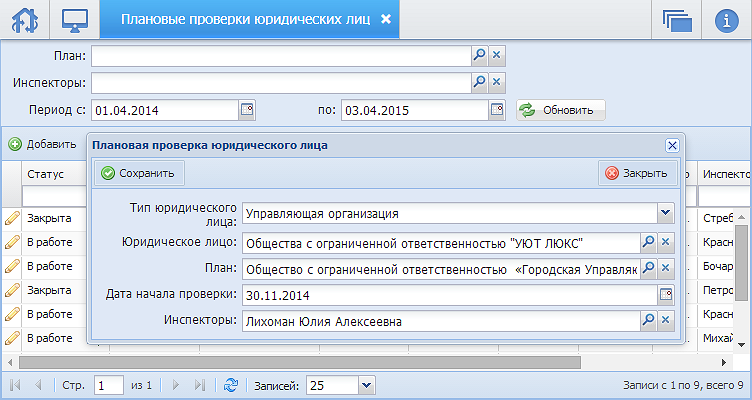 Плановые проверки юридических лиц
План:
Инспекторы:
Период с: 01.04.2014 по: 03.04.2015 Обновить
Добавить
Плановая проверка юридического лица
Сохранить Закрыть
Статус Инспекто
Тип юридического лица: Управляющая организация
Юридическое лицо: Общества с ограниченной ответственностью "УЮТ ЛЮКС"
План: Общество с ограниченной ответственностью «Городская Управляк
Дата начала проверки: 30.11.2014
Инспекторы: Лихоман Юлия Алексеевна
Закрыта Стреб
В работе Красн
В работе Бочар
Закрыта Петро
В работе Красн
В работе Михай
Стр. 1 из 1 Записей: 25 Записи с 1 по 9, всего 9